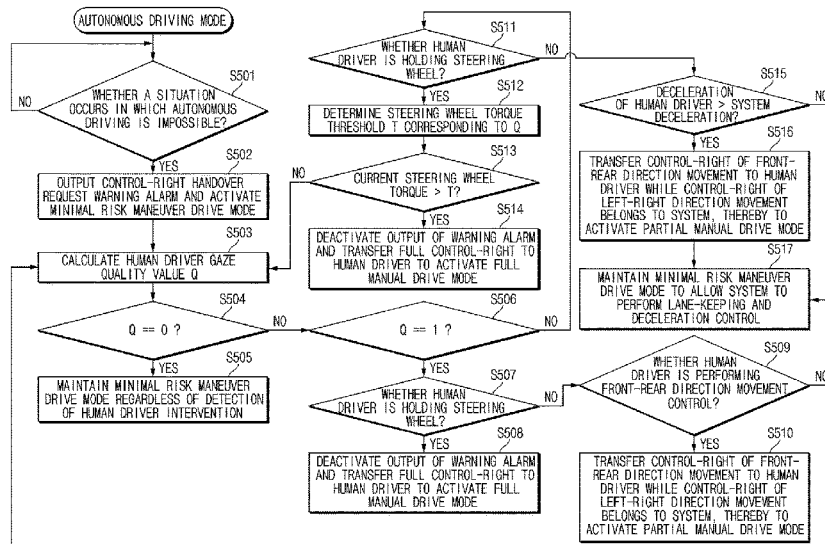 AUTONOMOUS DRIVING MODE
S501
WHETHER A SITUATION
OCCURS IN WHICH AUTONOMOUS
DRIVING IS IMPOSSIBLE?
NO
YES
S502
OUTPUT CONTROL-RIGHT HANDOVER
REQUEST WARNING ALARM AND ACTIVATE
MINIMAL RISK MANEUVER DRIVE MODE
S503
CALCULATE HUMAN DRIVER GAZE
QUALITY VALUE Q
S504
Q == 0 ?
NO
YES
S505
MAINTAIN MINIMAL RISK MANEUVER
DRIVE MODE REGARDLESS OF DETECTION
OF HUMAN DRIVER INTERVENTION
S506
Q == 1 ?
NO
YES
S507
WHETHER HUMAN
DRIVER IS HOLDING STEERING
WHEEL?
NO
YES
S508
DEACTIVATE OUTPUT OF WARNING ALARM
AND TRANSFER FULL CONTROL-RIGHT TO
HUMAN DRIVER TO ACTIVATE FULL
MANUAL DRIVE MODE
S509
WHETHER HUMAN
DRIVER IS PERFORMING
FRONT-REAR DIRECTION MOVEMENT
CONTROL?
NO
YES
S510
TRANSFER CONTROL-RIGHT OF FRONT-
REAR DIRECTION MOVEMENT TO HUMAN
DRIVER WHILE CONTROL-RIGHT OF
LEFT-RIGHT DIRECTION MOVEMENT
BELONGS TO SYSTEM, THEREBY TO
ACTIVATE PARTIAL MANUAL DRIVE MODE
S511
WHETHER HUMAN
DRIVER IS HOLDING STEERING
WHEEL?
NO
YES
S512
DETERMINE STEERING WHEEL TORQUE
THRESHOLD T CORRESPONDING TO Q
S513
CURRENT STEERING WHEEL
TORQUE > T?
NO
YES
S514
DEACTIVATE OUTPUT OF WARNING ALARM
AND TRANSFER FULL CONTROL-RIGHT TO
HUMAN DRIVER TO ACTIVATE FULL
MANUAL DRIVE MODE
S515
DECELERATION
OF HUMAN DRIVER > SYSTEM
DECELERATION?
NO
YES
S516
TRANSFER CONTROL-RIGHT OF FRONT-
REAR DIRECTION MOVEMENT TO HUMAN
DRIVER WHILE CONTROL-RIGHT OF
LEFT-RIGHT DIRECTION MOVEMENT
BELONGS TO SYSTEM, THEREBY TO
ACTIVATE PARTIAL MANUAL DRIVE MODE
S517
MAINTAIN MINIMAL RISK MANEUVER
DRIVE MODE TO ALLOW SYSTEM TO
PERFORM LANE-KEEPING AND
DECELERATION CONTROL